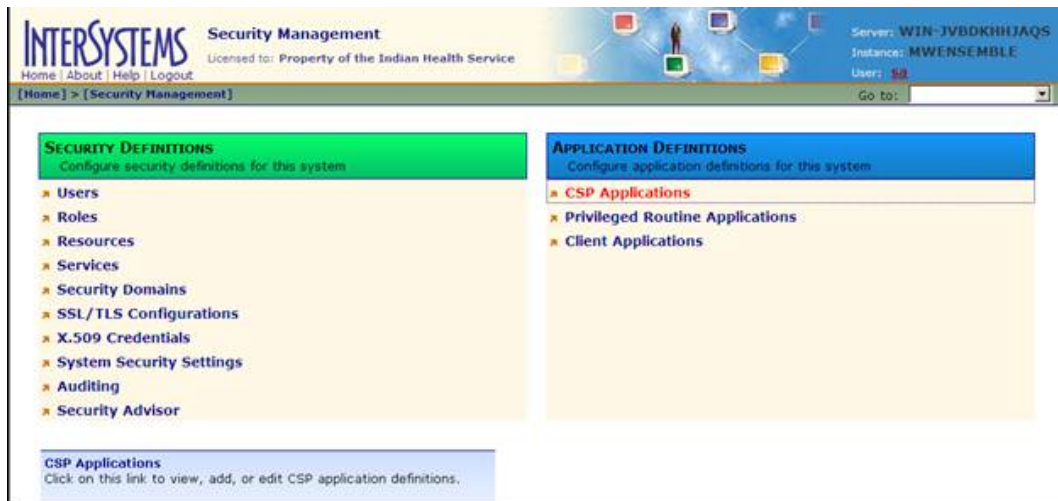 INTERSYSTEMS
Home | About | Help | Logout
Security Management
Licensed to: Property of the Indian Health Service
Server: WIN-JVBDKHHJAQS
Instance: MWENSEMBLE
User:
[Home] > [Security Management]
Go to:
SECURITY DEFINITIONS
Configure security definitions for this system
Users
Roles
Resources
Services
Security Domains
SSL/TLS Configurations
X.509 Credentials
System Security Settings
Auditing
Security Advisor
APPLICATION DEFINITIONS
Configure application definitions for this system
CSP Applications
Privileged Routine Applications
Client Applications
CSP Applications
Click on this link to view, add, or edit CSP application definitions.